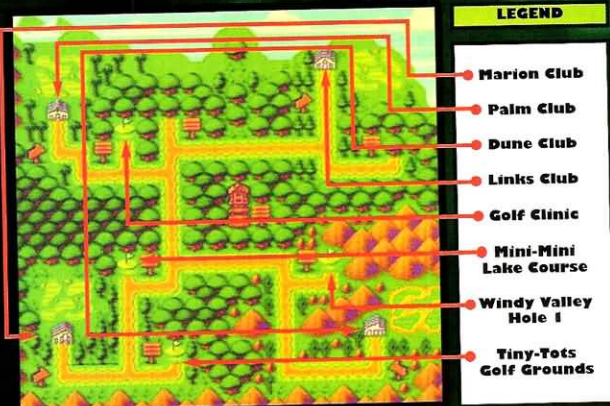 LEGEND
Marion Club
Palm Club
Dune Club
Links Club
Golf Clinic
Mini-Mini
Lake Course
Windy Valley
Hole 1
Tiny-Tots
Golf Grounds